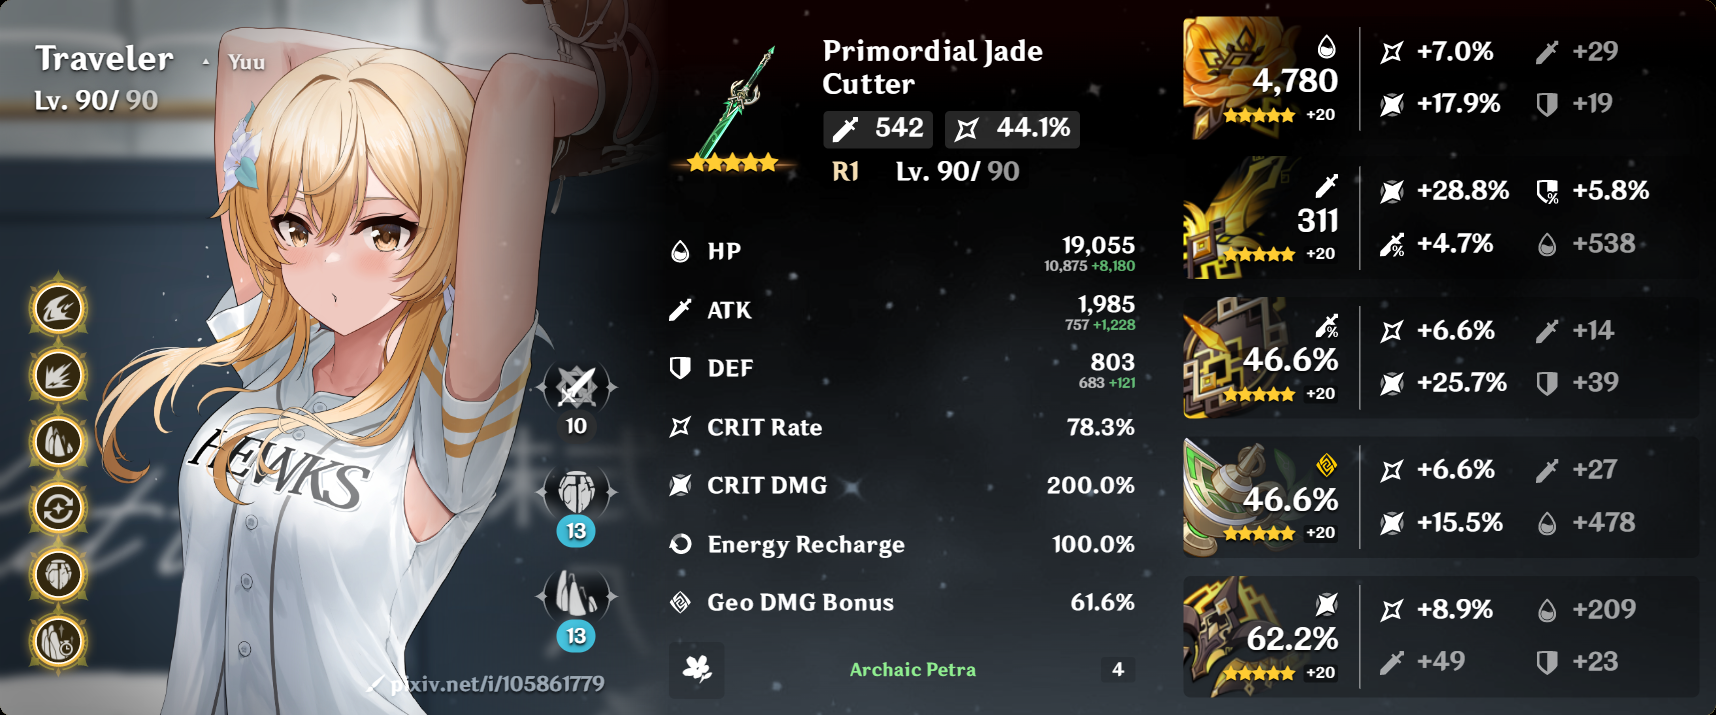 Traveler · Yuu
Lv. 90/ 90
HEWKS
10
13
13
pixiv.net/i/105861779
Primordial Jade
Cutter
542 44.1%
R1 Lv. 90/ 90
HP 19,055
10,875 +8,180
ATK 1,985
757 +1,228
DEF 803
683 +121
CRIT Rate 78.3%
CRIT DMG 200.0%
Energy Recharge 100.0%
Geo DMG Bonus 61.6%
Archaic Petra 4
4,780
+20
+7.0% +29
+17.9% +19
311
+20
+28.8% +5.8%
+4.7% +538
46.6%
+20
+6.6% +14
+25.7% +39
46.6%
+20
+6.6% +27
+15.5% +478
62.2%
+20
+8.9% +209
+49 +23